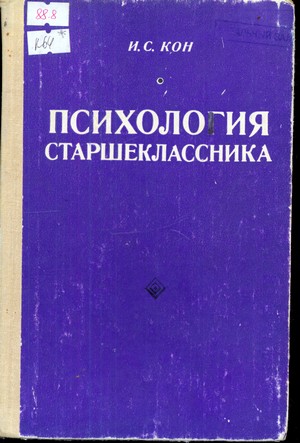 88.8
К64
И. С. КОН
ПСИХОЛОГИЯ
СТАРШЕКЛАССНИКА